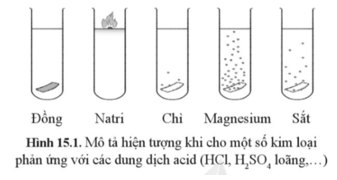 Đồng Natri Chì Magnesium Sắt
Hình 15.1. Mô tả hiện tượng khi cho một số kim loại
phản ứng với các dung dịch acid (HCl, H₂SO₄ loãng,...)